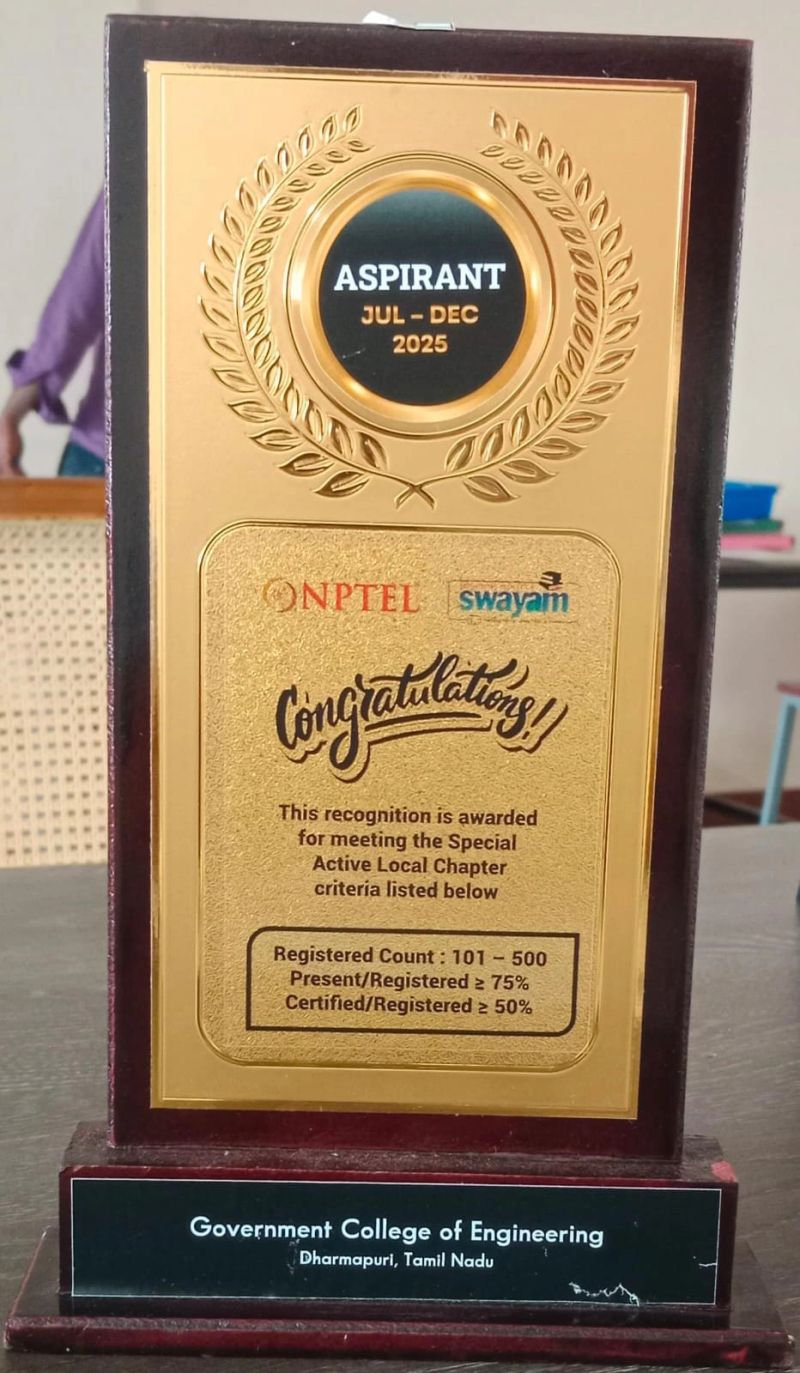 ASPIRANT
JUL – DEC
2025
NPTEL swayam
Congratulations!!
This recognition is awarded
for meeting the Special
Active Local Chapter
criteria listed below
Registered Count : 101 – 500
Present/Registered ≥ 75%
Certified/Registered ≥ 50%
Government College of Engineering
Dharmapuri, Tamil Nadu